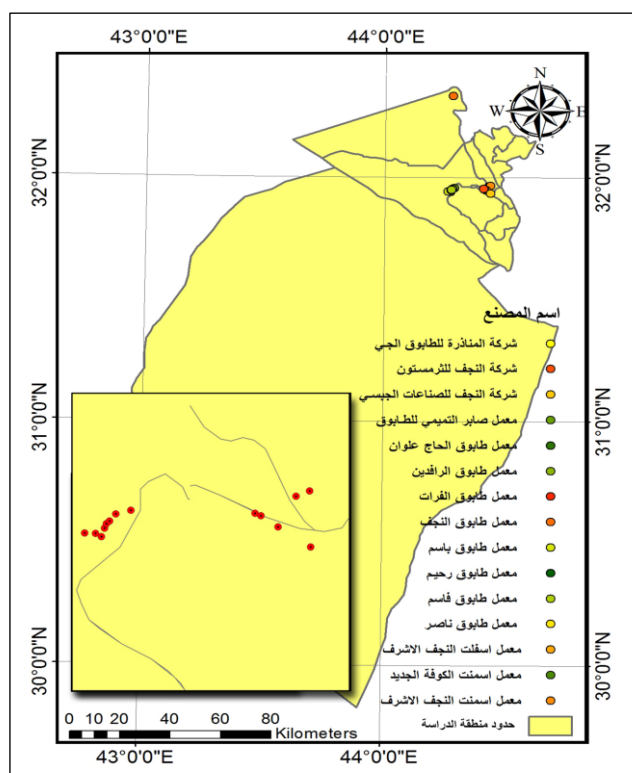 43°0'0"E 44°0'0"E
N
W E
S
32°0'0"N 32°0'0"N
اسم المصنع
شركة المناذرة للطابوق الجي
شركة النجف للثرمستون
شركة النجف للصناعات الجبسي
معمل صابر التميمي للطابوق
معمل طابوق الحاج علوان
معمل طابوق الرافدين
معمل طابوق الفرات
معمل طابوق النجف
معمل طابوق باسم
معمل طابوق رحيم
معمل طابوق قاسم
معمل طابوق ناصر
معمل اسفلت النجف الاشرف
معمل اسمنت الكوفة الجديد
معمل اسمنت النجف الاشرف
حدود منطقة الدراسة
31°0'0"N 31°0'0"N
30°0'0"N 30°0'0"N
0 10 20 40 60 80
Kilometers
43°0'0"E 44°0'0"E